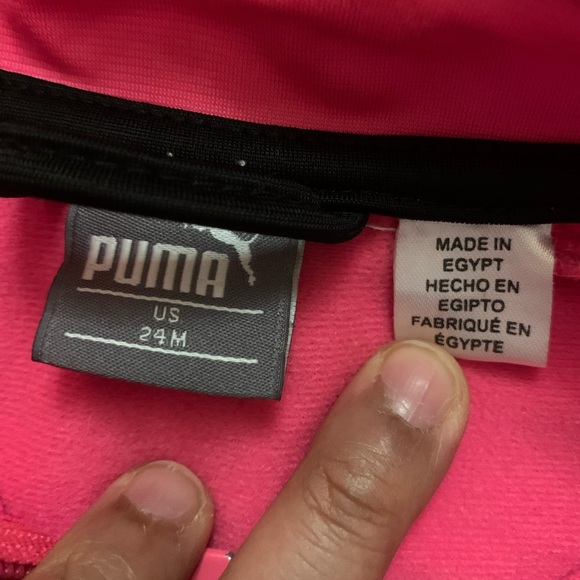 PUMA
US
24M
MADE IN
EGYPT
HECHO EN
EGIPTO
FABRIQUÉ EN
ÉGYPTE